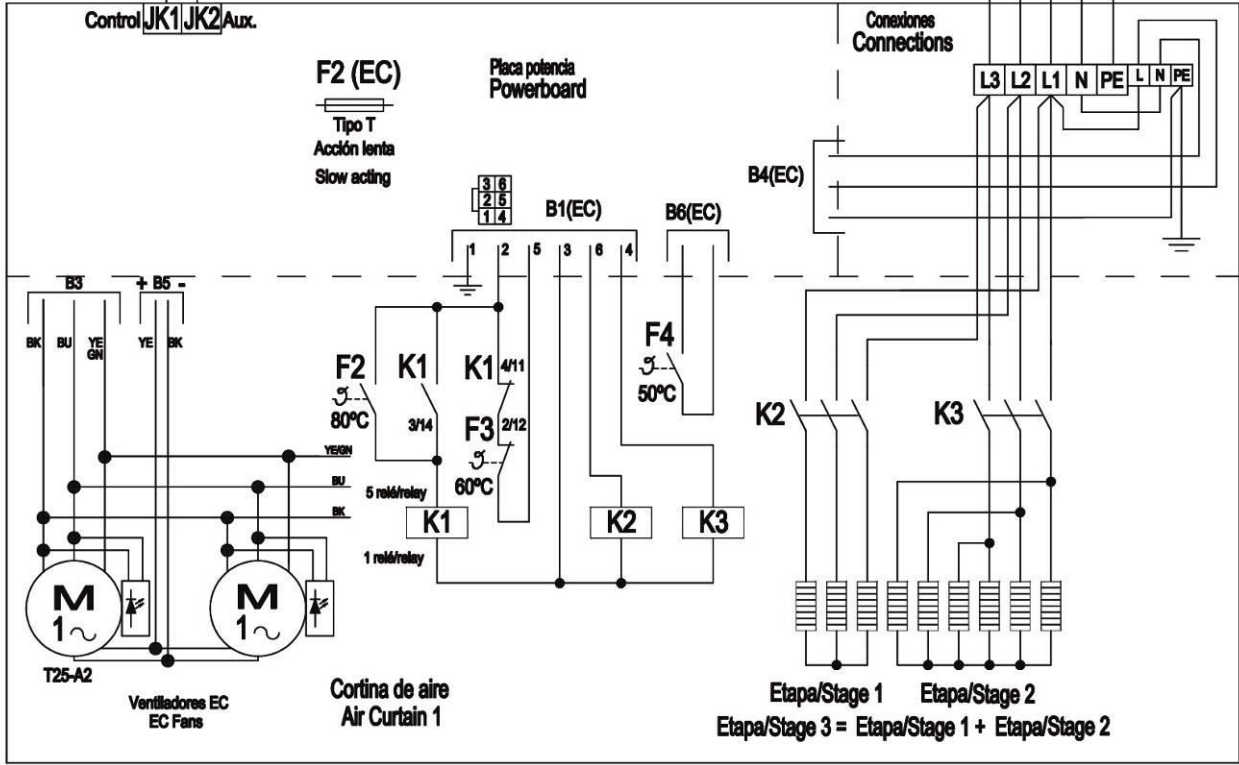 Control JK1 JK2 Aux.
F2 (EC)
Tipo T
Acción lenta
Slow acting
Placa potencia
Powerboard
Conexiones
Connections
L3 L2 L1 N PE L N PE
B4(EC)
3 6
2 5
1 4
B1(EC)
B6(EC)
1 2 5 3 6 4
B3
+ B5 -
BK BU YE GN YE BK
F2
80ºC
K1
3/14
K1
4/11
F3
2/12
60ºC
F4
50ºC
K2
K3
YE/GN
BU
BK
5 relé/relay
1 relé/relay
K1
K2
K3
M
1
M
1
T25-A2
Ventiladores EC
EC Fans
Cortina de aire
Air Curtain 1
Etapa/Stage 1
Etapa/Stage 2
Etapa/Stage 3 = Etapa/Stage 1 + Etapa/Stage 2